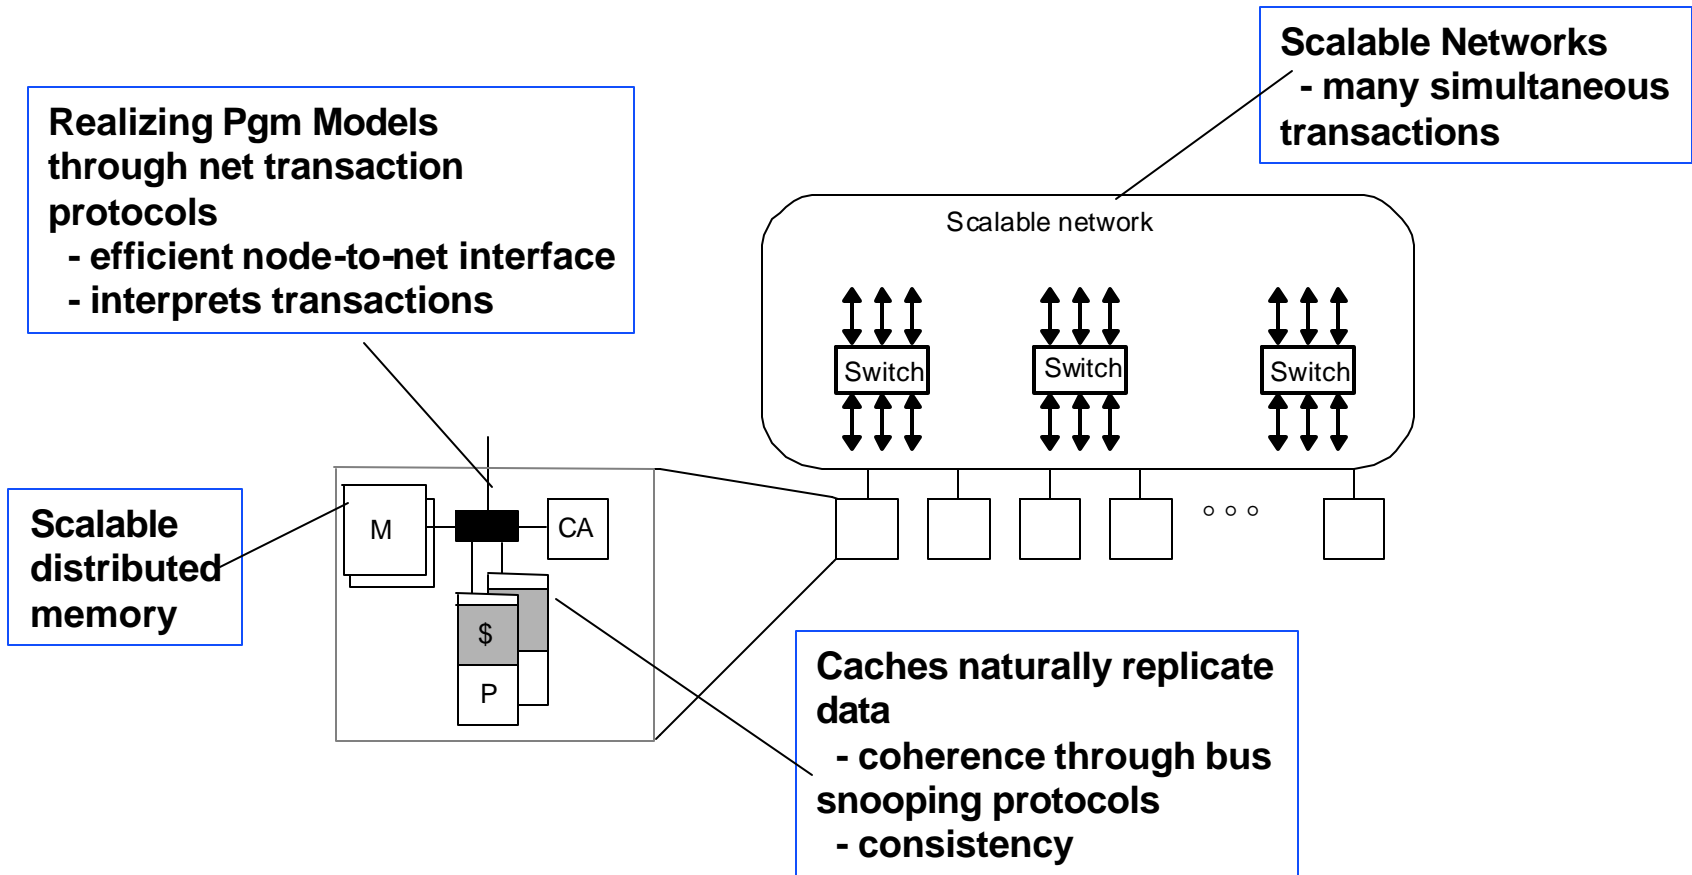 Scalable Networks
- many simultaneous
transactions
Realizing Pgm Models
through net transaction
protocols
- efficient node-to-net interface
- interprets transactions
Scalable network
Switch
Switch
Switch
Scalable
distributed
memory
M
CA
$
P
Caches naturally replicate
data
- coherence through bus
snooping protocols
- consistency